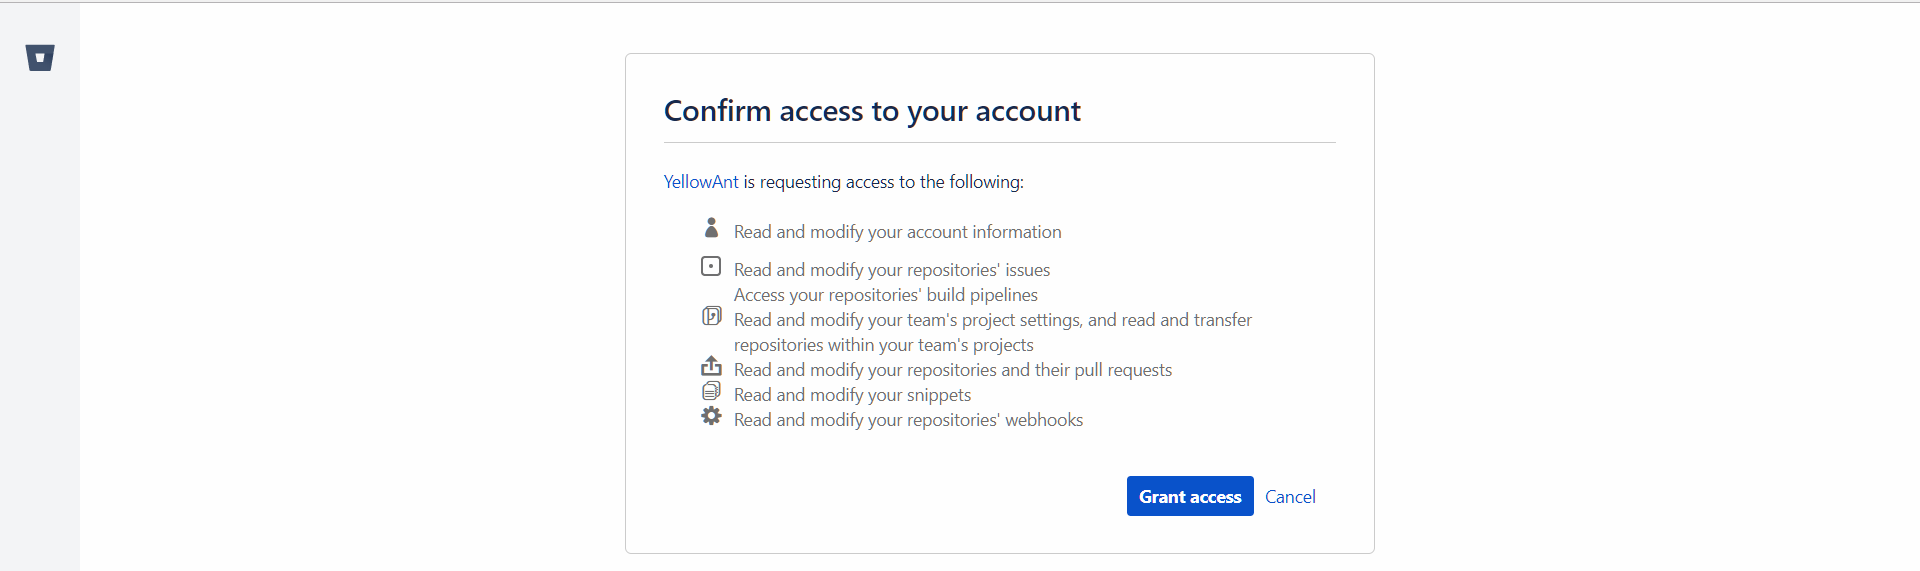 Confirm access to your account
YellowAnt is requesting access to the following:
Read and modify your account information
Read and modify your repositories' issues
Access your repositories' build pipelines
Read and modify your team's project settings, and read and transfer
repositories within your team's projects
Read and modify your repositories and their pull requests
Read and modify your snippets
Read and modify your repositories' webhooks
Grant access Cancel